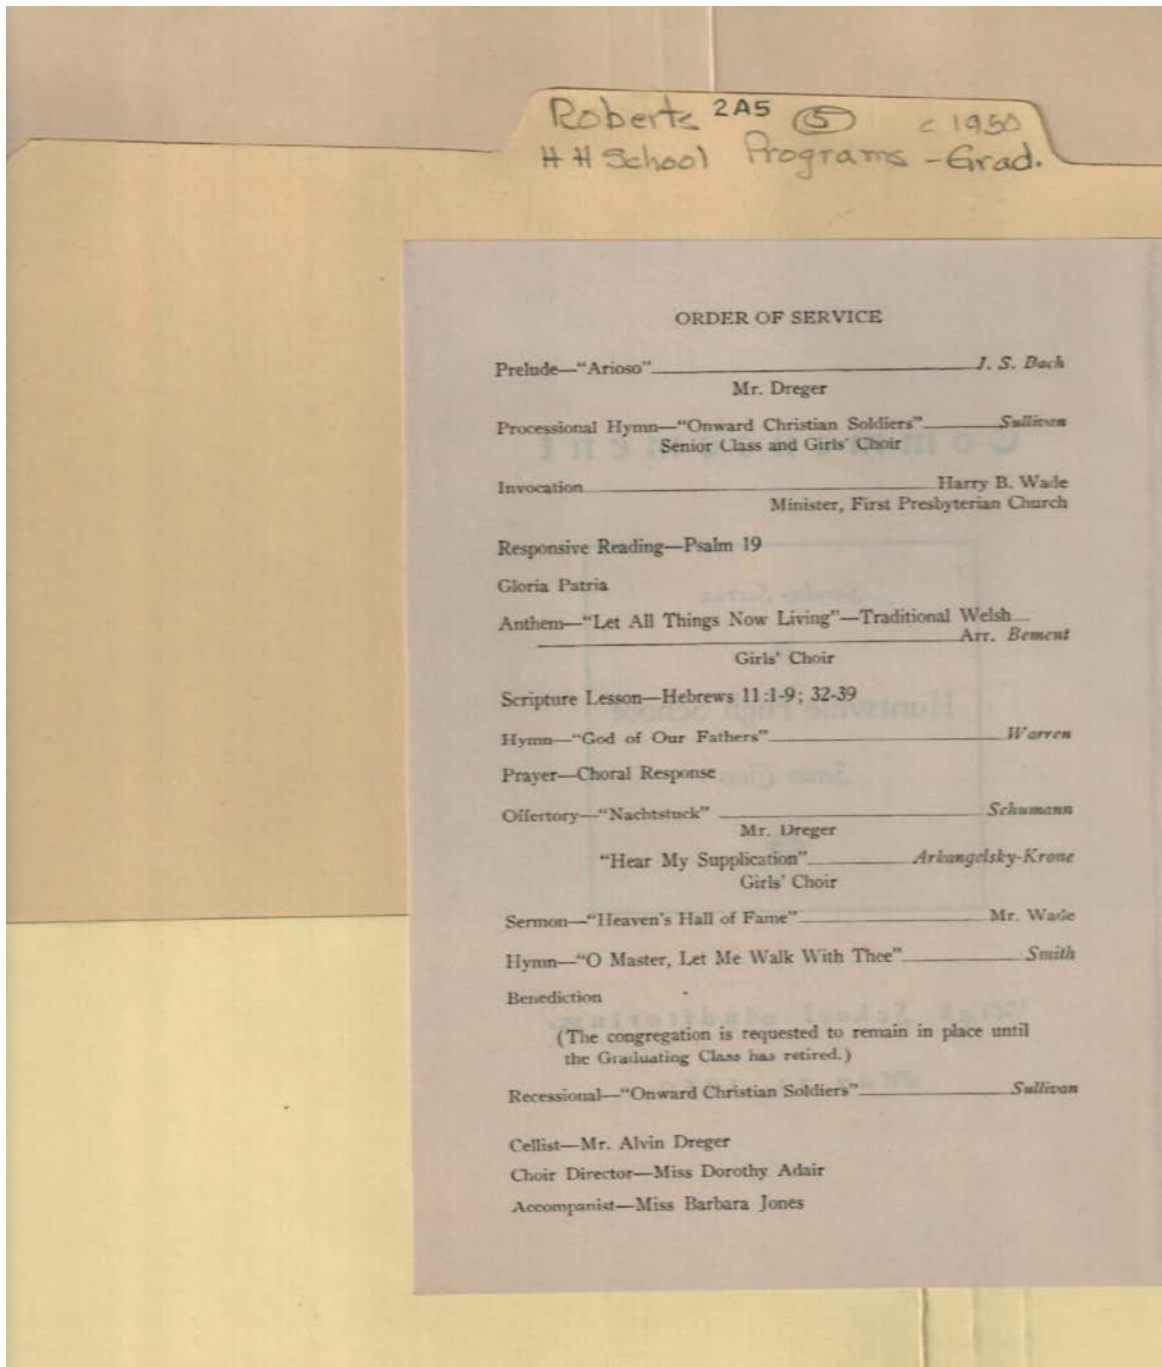 Roberts 2A5 5 c 1950
H H School Programs - Grad.
ORDER OF SERVICE
Prelude—“Arioso” J. S. Bach
Mr. Dreger
Processional Hymn—“Onward Christian Soldiers” Sullivan
Senior Class and Girls’ Choir
Invocation Harry B. Wade
Minister, First Presbyterian Church
Responsive Reading—Psalm 19
Gloria Patria
Anthem—“Let All Things Now Living”—Traditional Welsh
Arr. Bement
Girls’ Choir
Scripture Lesson—Hebrews 11:1-9; 32-39
Hymn—“God of Our Fathers” Warren
Prayer—Choral Response
Offertory—“Nachtstuck” Schumann
Mr. Dreger
“Hear My Supplication” Arkangelsky-Krone
Girls’ Choir
Sermon—“Heaven’s Hall of Fame” Mr. Wade
Hymn—“O Master, Let Me Walk With Thee” Smith
Benediction
(The congregation is requested to remain in place until
the Graduating Class has retired.)
Recessional—“Onward Christian Soldiers” Sullivan
Cellist—Mr. Alvin Dreger
Choir Director—Miss Dorothy Adair
Accompanist—Miss Barbara Jones